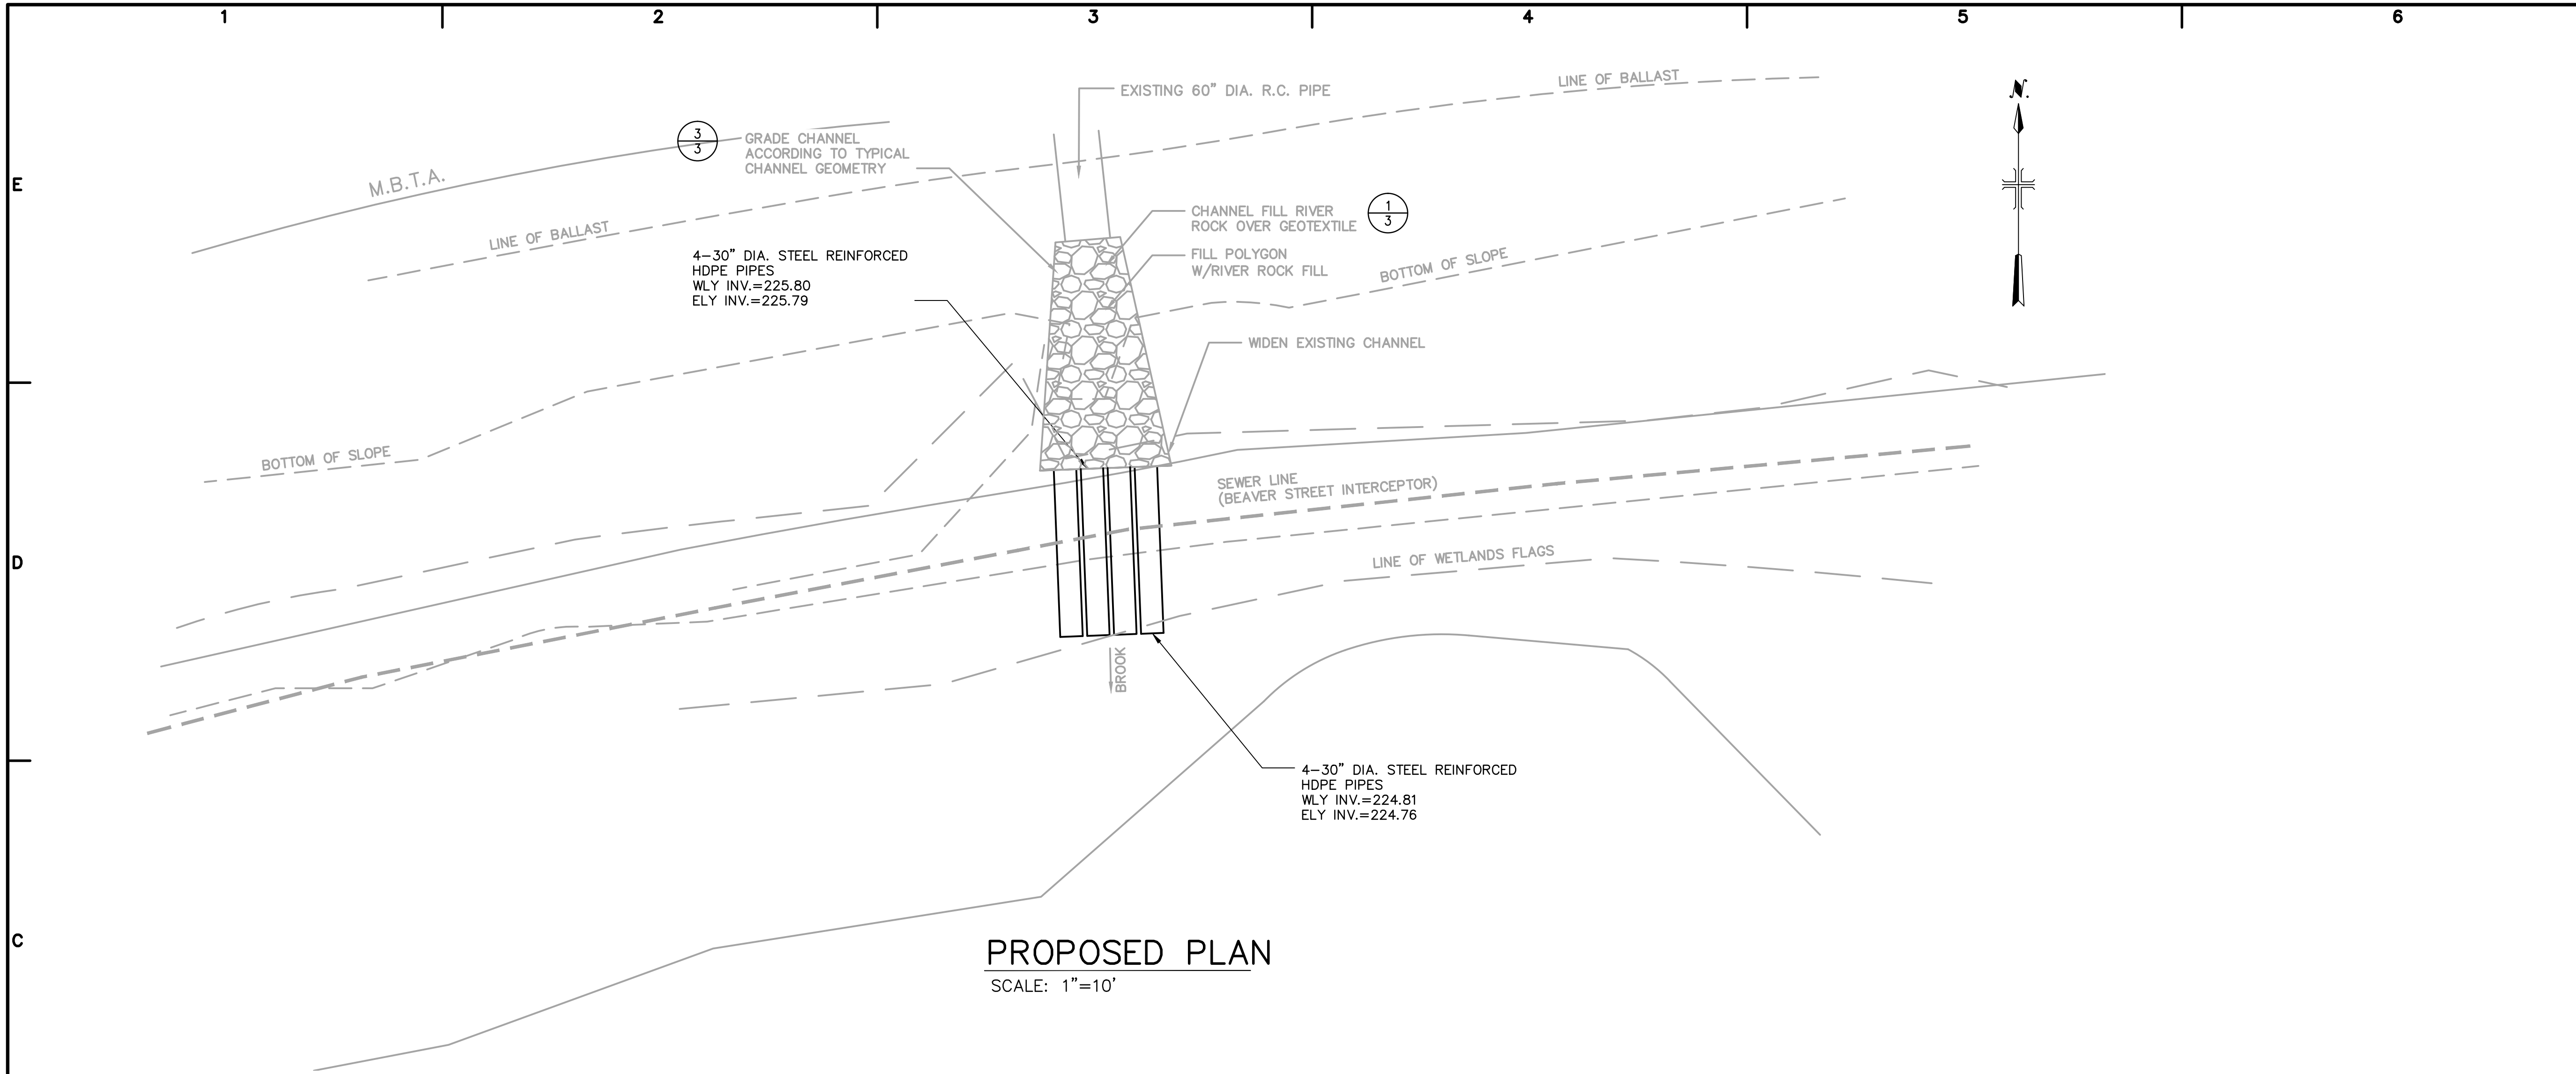 1
2
3
4
5
6
N.
LINE OF BALLAST
EXISTING 60" DIA. R.C. PIPE
3
3
GRADE CHANNEL
ACCORDING TO TYPICAL
CHANNEL GEOMETRY
E
M.B.T.A.
CHANNEL FILL RIVER
ROCK OVER GEOTEXTILE
1
3
LINE OF BALLAST
FILL POLYGON
W/RIVER ROCK FILL
BOTTOM OF SLOPE
4-30" DIA. STEEL REINFORCED
HDPE PIPES
WLY INV.=225.80
ELY INV.=225.79
WIDEN EXISTING CHANNEL
BOTTOM OF SLOPE
SEWER LINE
(BEAVER STREET INTERCEPTOR)
D
LINE OF WETLANDS FLAGS
BROOK
4-30" DIA. STEEL REINFORCED
HDPE PIPES
WLY INV.=224.81
ELY INV.=224.76
C
PROPOSED PLAN
SCALE: 1"=10'